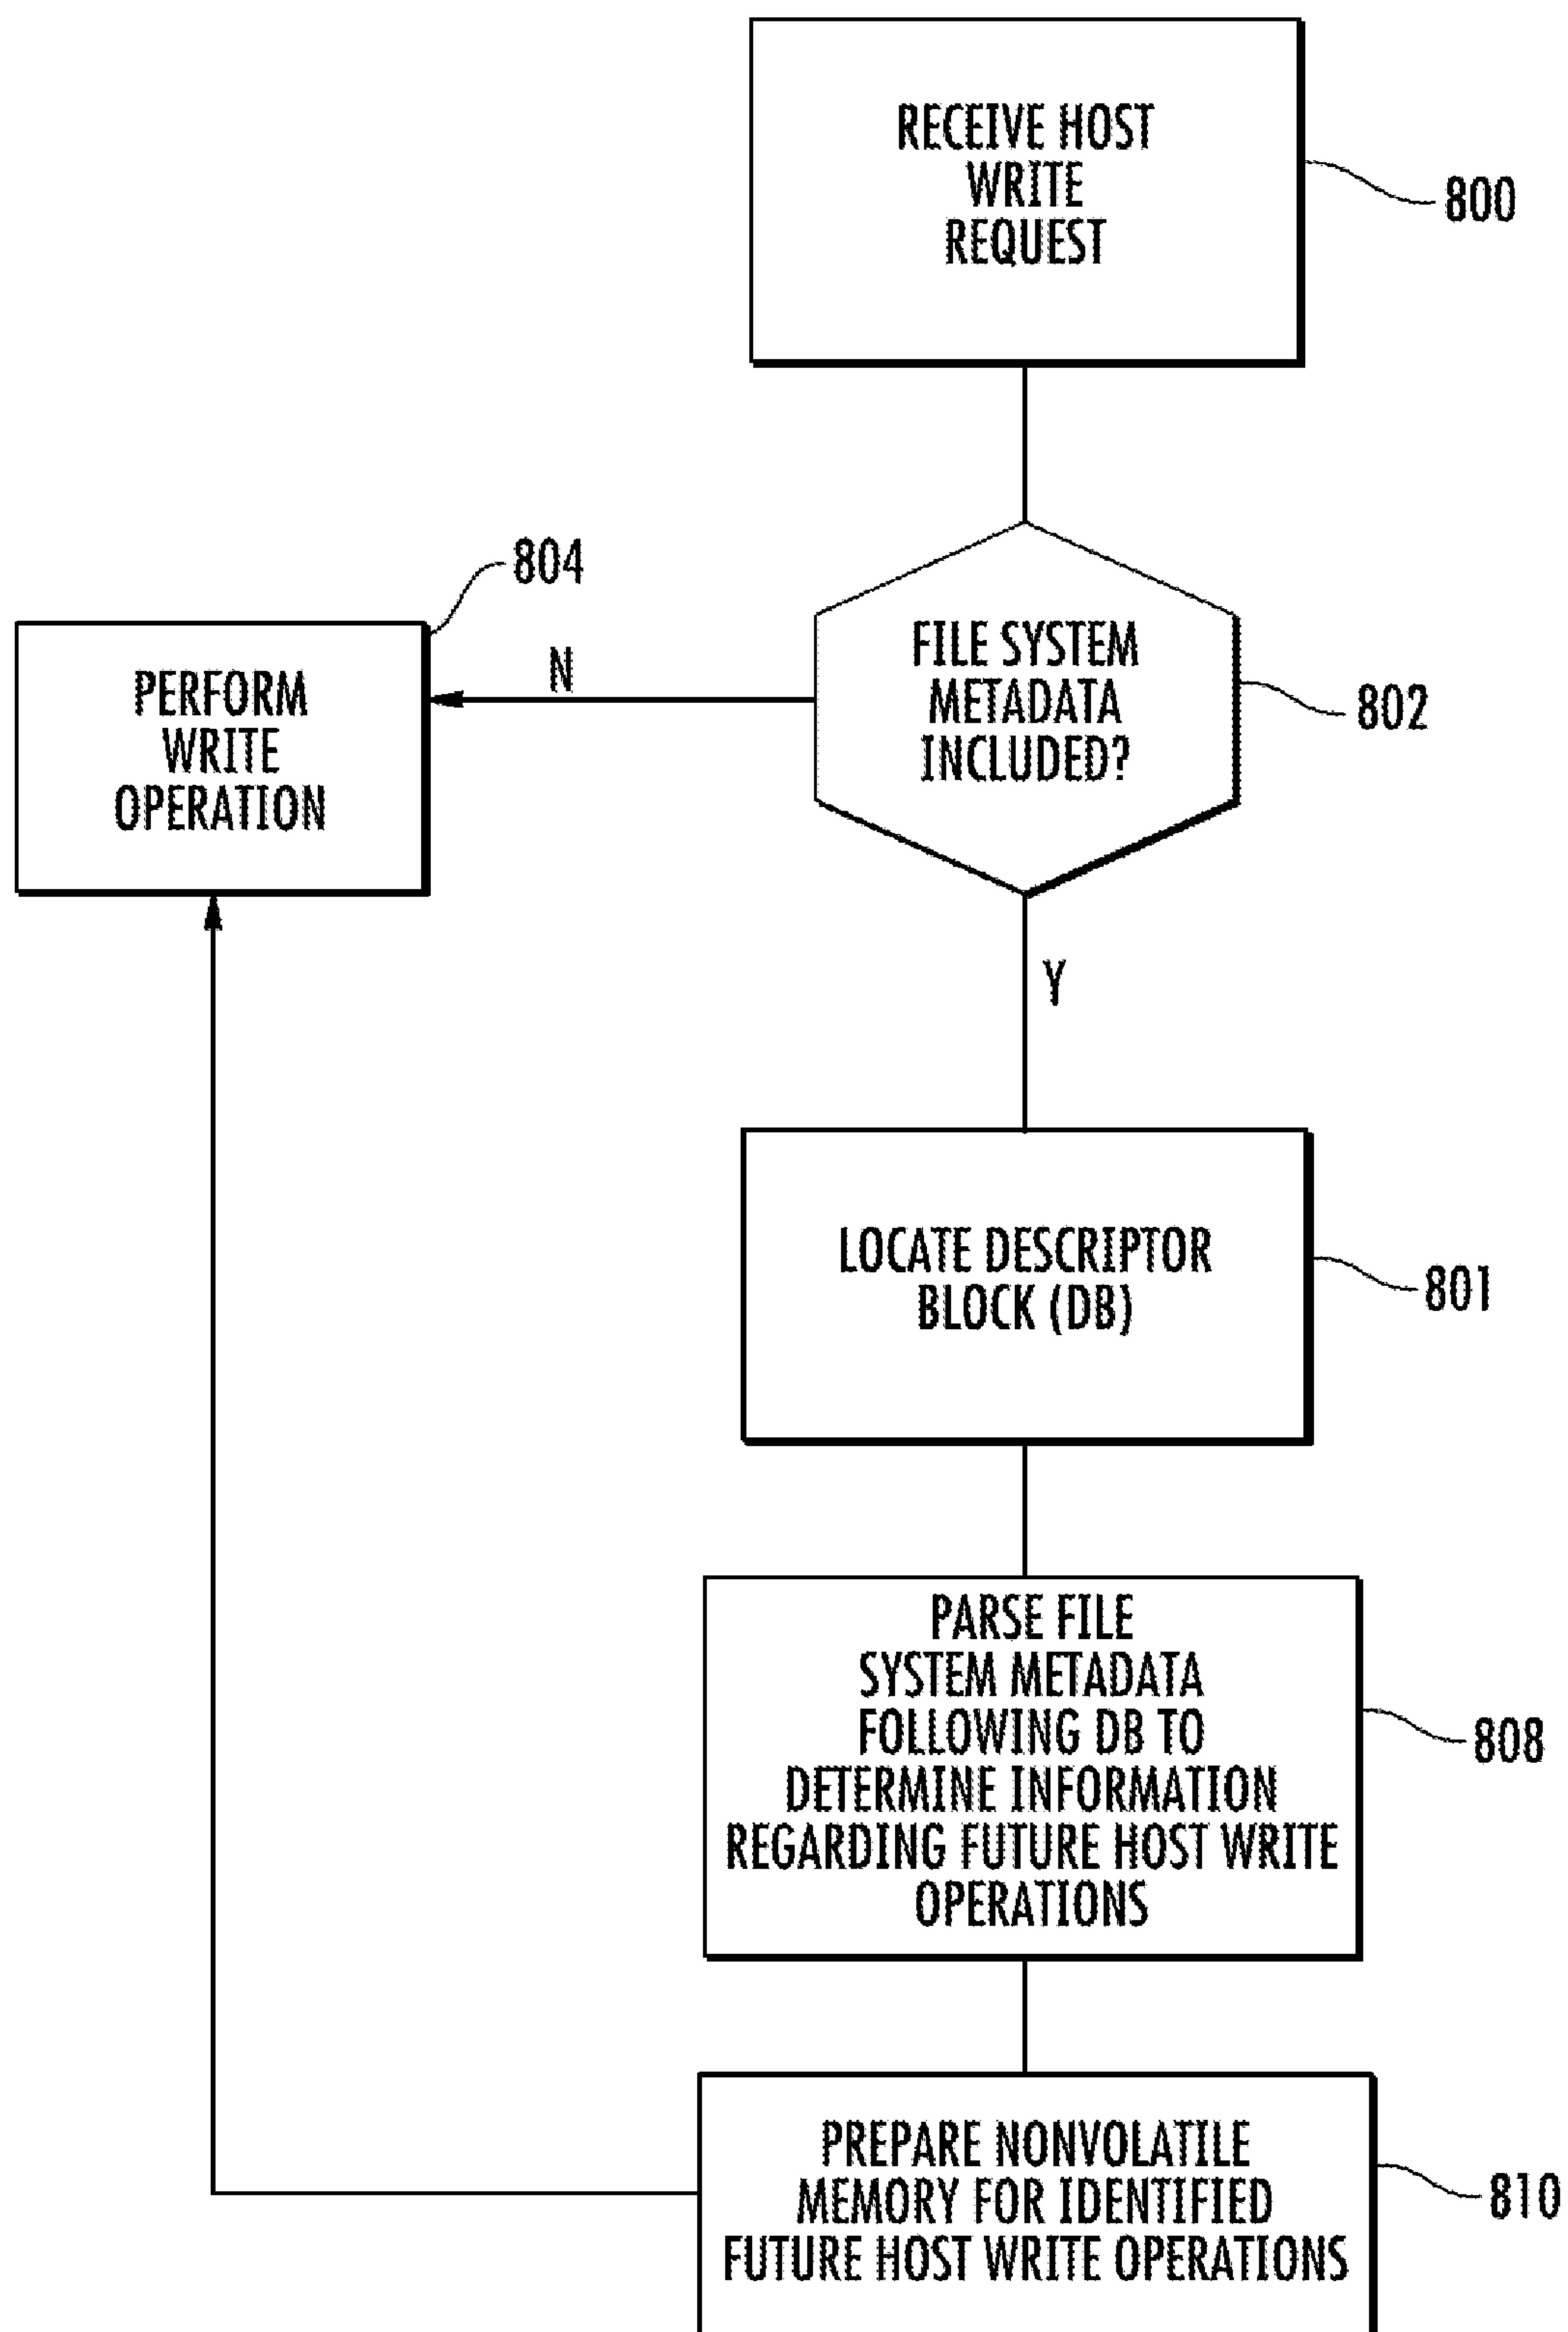 RECEIVE HOST
WRITE
REQUEST
800
804
PERFORM
WRITE
OPERATION
N
FILE SYSTEM
METADATA
INCLUDED?
802
Y
LOCATE DESCRIPTOR
BLOCK (DB)
801
PARSE FILE
SYSTEM METADATA
FOLLOWING DB TO
DETERMINE INFORMATION
REGARDING FUTURE HOST WRITE
OPERATIONS
808
PREPARE NONVOLATILE
MEMORY FOR IDENTIFIED
FUTURE HOST WRITE OPERATIONS
810